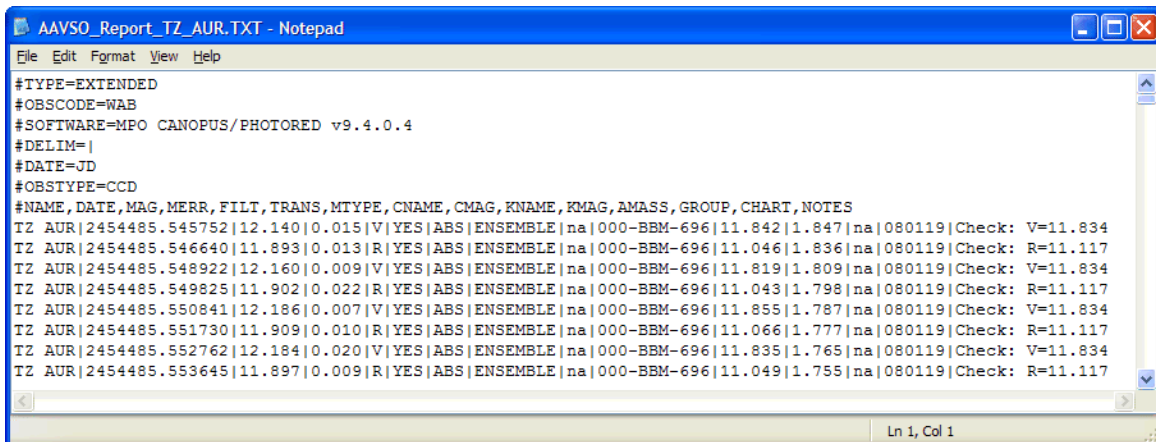 AAVSO_Report_TZ_AUR.TXT - Notepad
File Edit Format View Help
#TYPE=EXTENDED
#OBSCODE=WAB
#SOFTWARE=MPO CANOPUS/PHOTORED v9.4.0.4
#DELIM=|
#DATE=JD
#OBSTYPE=CCD
#NAME,DATE,MAG,MERR,FILT,TRANS,MTYPE,CNAME,CMAG,KNAME,KMAG,AMASS,GROUP,CHART,NOTES
TZ AUR|2454485.545752|12.140|0.015|V|YES|ABS|ENSEMBLE|na|000-BBM-696|11.842|1.847|na|080119|Check: V=11.834
TZ AUR|2454485.546640|11.893|0.013|R|YES|ABS|ENSEMBLE|na|000-BBM-696|11.046|1.836|na|080119|Check: R=11.117
TZ AUR|2454485.548922|12.160|0.009|V|YES|ABS|ENSEMBLE|na|000-BBM-696|11.819|1.809|na|080119|Check: V=11.834
TZ AUR|2454485.549825|11.902|0.022|R|YES|ABS|ENSEMBLE|na|000-BBM-696|11.043|1.798|na|080119|Check: R=11.117
TZ AUR|2454485.550841|12.186|0.007|V|YES|ABS|ENSEMBLE|na|000-BBM-696|11.855|1.787|na|080119|Check: V=11.834
TZ AUR|2454485.551730|11.909|0.010|R|YES|ABS|ENSEMBLE|na|000-BBM-696|11.066|1.777|na|080119|Check: R=11.117
TZ AUR|2454485.552762|12.184|0.020|V|YES|ABS|ENSEMBLE|na|000-BBM-696|11.835|1.765|na|080119|Check: V=11.834
TZ AUR|2454485.553645|11.897|0.009|R|YES|ABS|ENSEMBLE|na|000-BBM-696|11.049|1.755|na|080119|Check: R=11.117
Ln 1, Col 1